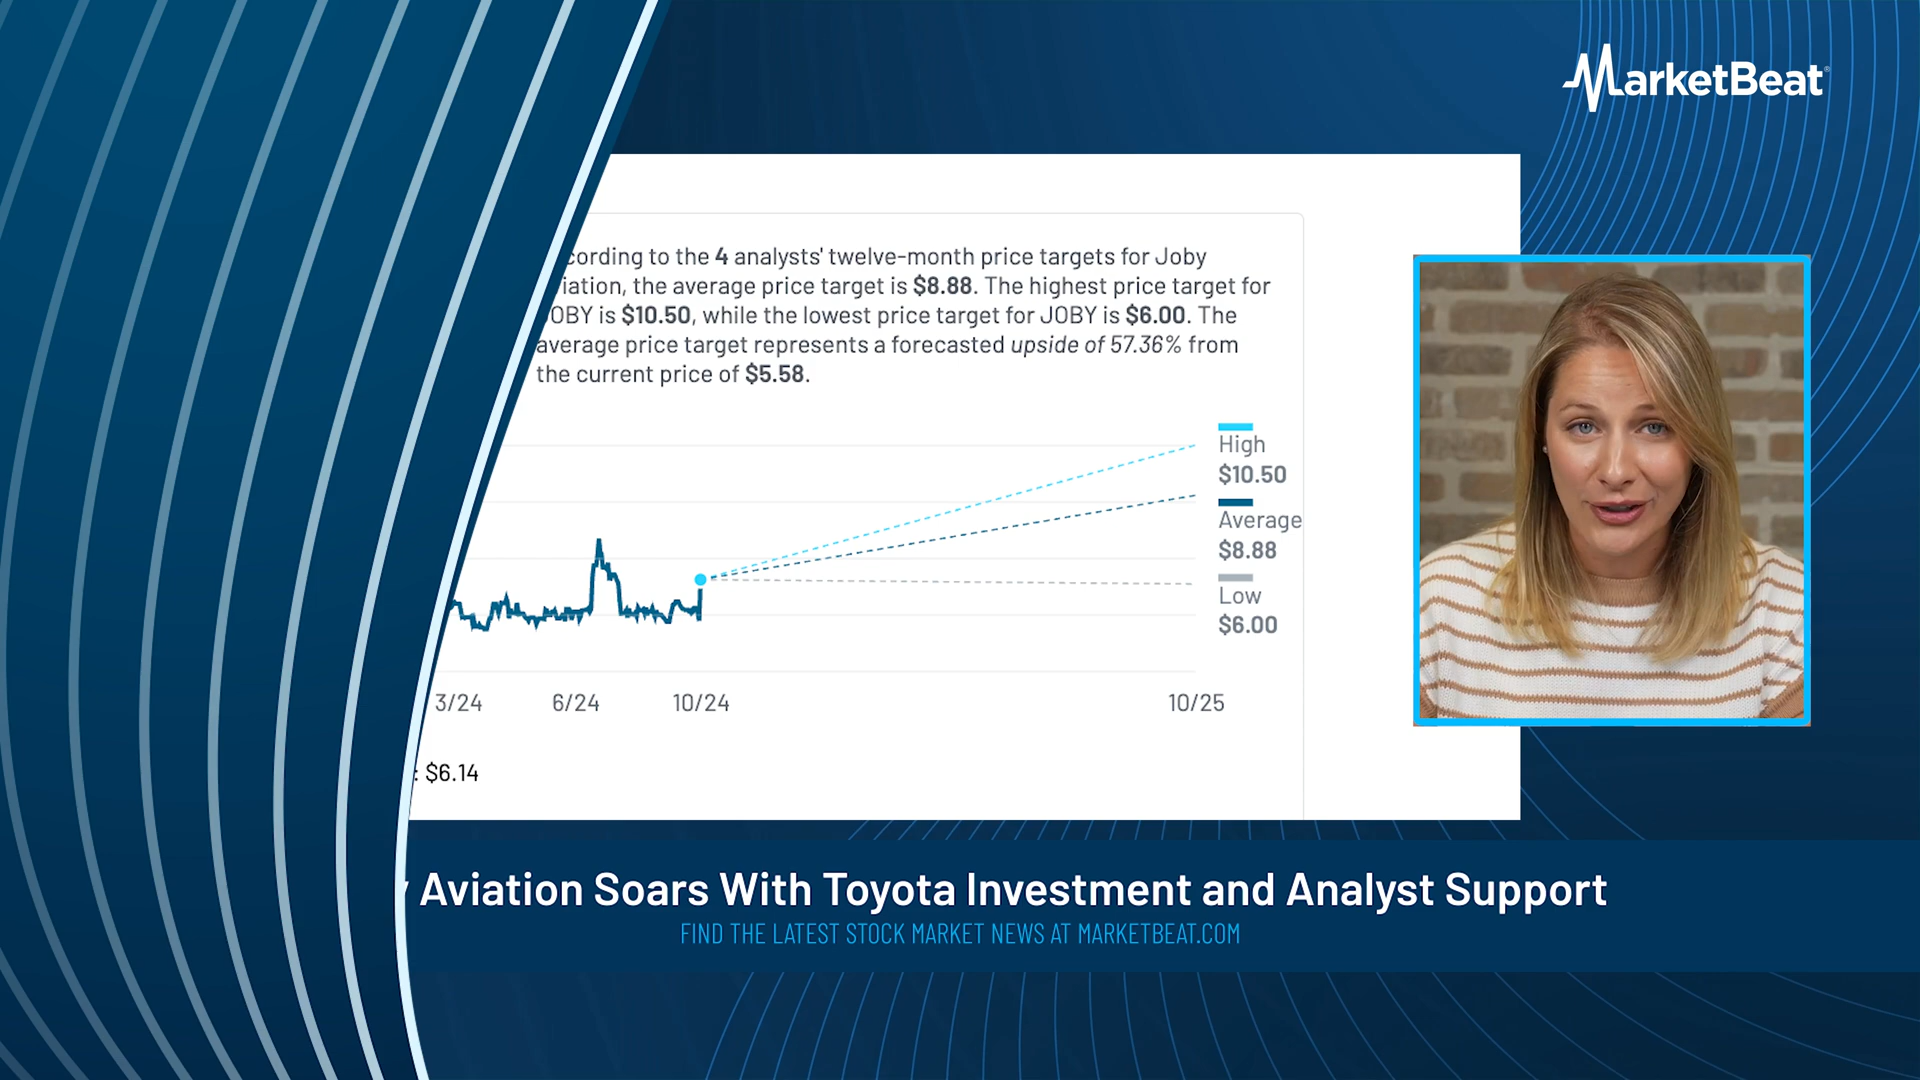 MarketBeat
cording to the 4 analysts' twelve-month price targets for Joby
iation, the average price target is $8.88. The highest price target for
OBY is $10.50, while the lowest price target for JOBY is $6.00. The
average price target represents a forecasted upside of 57.36% from
the current price of $5.58.
High
$10.50
Average
$8.88
Low
$6.00
3/24 6/24 10/24 10/25
: $6.14
Aviation Soars With Toyota Investment and Analyst Support
FIND THE LATEST STOCK MARKET NEWS AT MARKETBEAT.COM